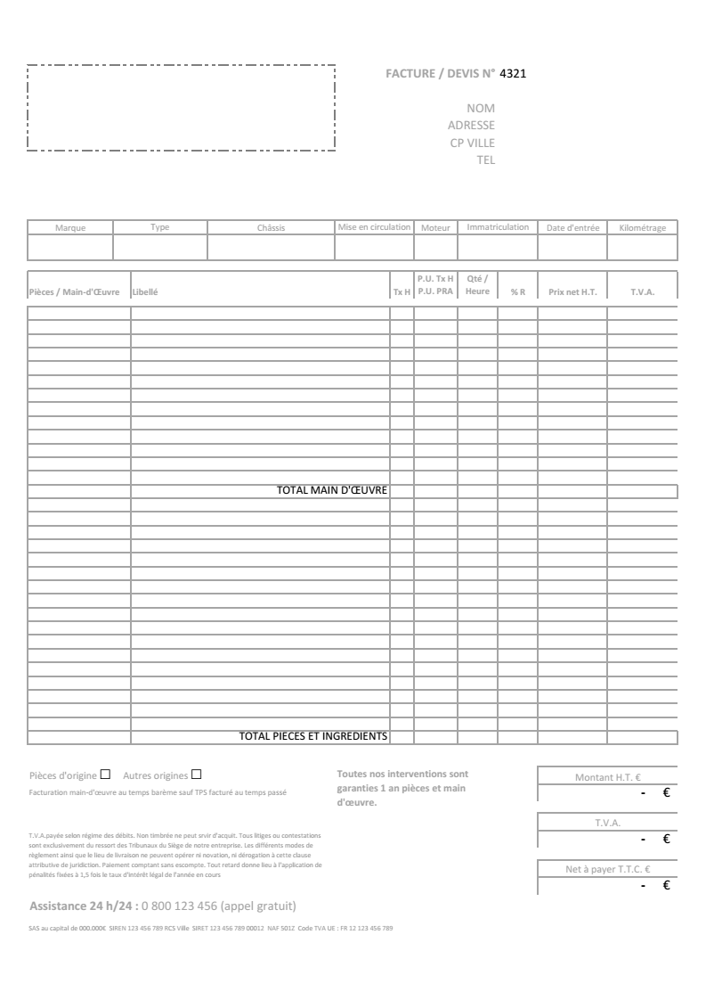 FACTURE / DEVIS N° 4321
NOM
ADRESSE
CP VILLE
TEL
Marque Type Châssis Mise en circulation Moteur Immatriculation Date d'entrée Kilométrage
P.U. Tx H Qté /
Pièces / Main-d'Œuvre Libellé Tx H P.U. PRA Heure % R Prix net H.T. T.V.A.
TOTAL MAIN D'ŒUVRE
TOTAL PIECES ET INGREDIENTS
Pièces d'origine ☐ Autres origines ☐
Facturation main-d'œuvre au temps barème sauf TPS facturé au temps passé
Toutes nos interventions sont
garanties 1 an pièces et main
d'œuvre.
Montant H.T. €
- €
T.V.A.
- €
Net à payer T.T.C. €
- €
T.V.A.payée selon régime des débits. Non timbrée ne peut srvir d'acquit. Tous litiges ou contestations
sont exclusivement du ressort des Tribunaux du Siège de notre entreprise. Les différents modes de
règlement ainsi que le lieu de livraison ne peuvent opérer ni novation, ni dérogation à cette clause
attributive de juridiction. Paiement comptant sans escompte. Tout retard donne lieu à l'application de
pénalités fixées à 1,5 fois le taux d'intérêt légal de l'année en cours
Assistance 24 h/24 : 0 800 123 456 (appel gratuit)
SAS au capital de 000.000€ SIREN 123 456 789 RCS Ville SIRET 123 456 789 00012 NAF 501Z Code TVA UE : FR 12 123 456 789